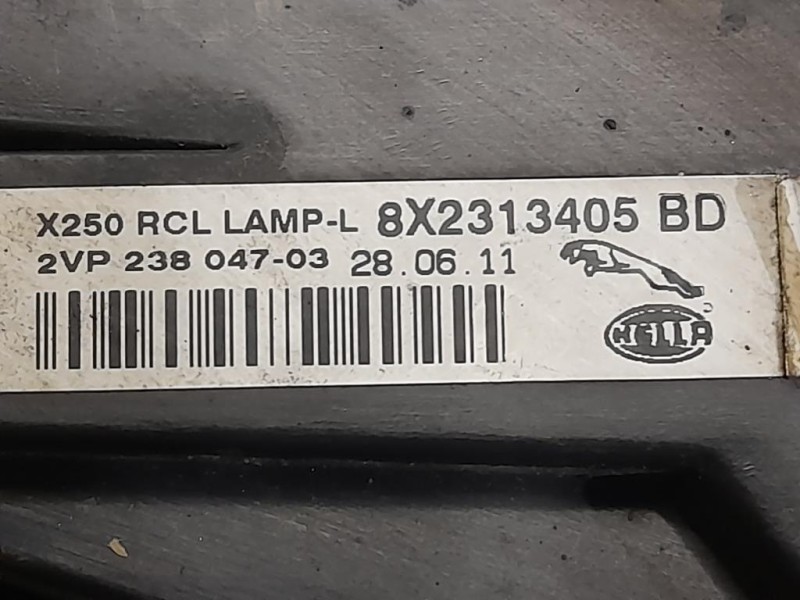 X250 RCL LAMP-L 8X2313405 BD
2VP 238 047-03 28.06.11
HELLA